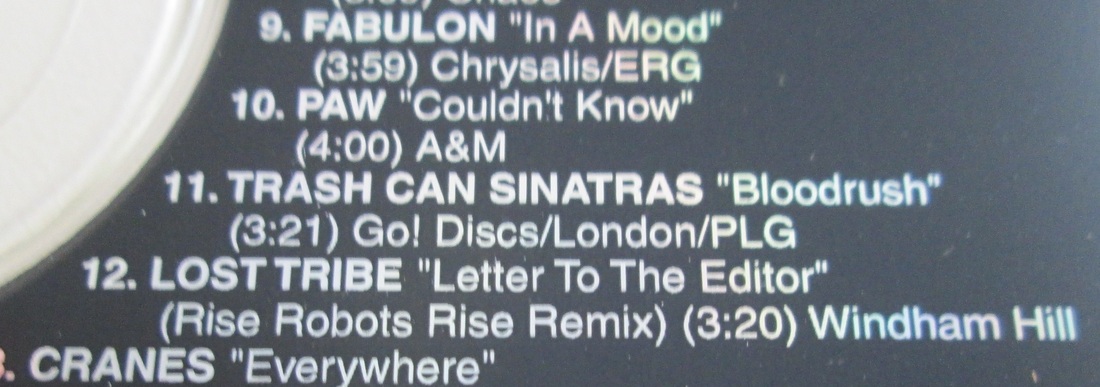 9. FABULON "In A Mood"
(3:59) Chrysalis/ERG
10. PAW "Couldn't Know"
(4:00) A&M
11. TRASH CAN SINATRAS "Bloodrush"
(3:21) Go! Discs/London/PLG
12. LOST TRIBE "Letter To The Editor"
(Rise Robots Rise Remix) (3:20) Windham Hill
CRANES "Everywhere"